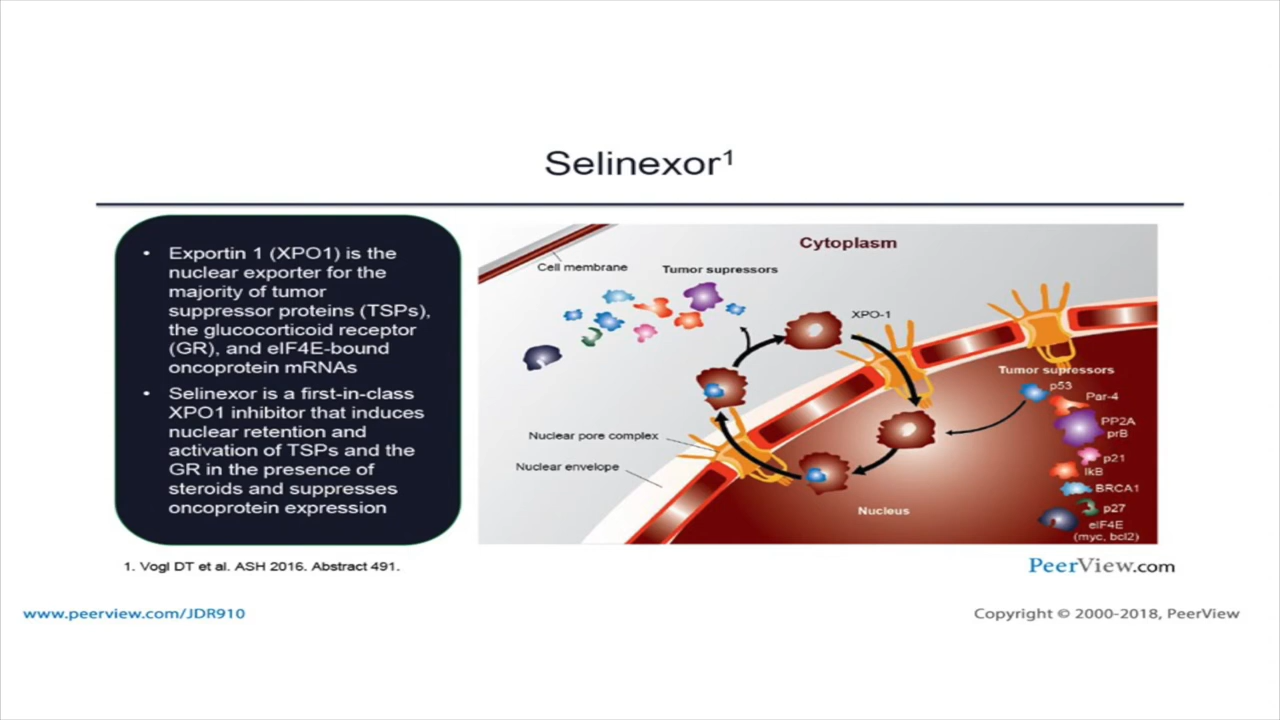 Selinexor¹
• Exportin 1 (XPO1) is the
nuclear exporter for the
majority of tumor
suppressor proteins (TSPs),
the glucocorticoid receptor
(GR), and eIF4E-bound
oncoprotein mRNAs
• Selinexor is a first-in-class
XPO1 inhibitor that induces
nuclear retention and
activation of TSPs and the
GR in the presence of
steroids and suppresses
oncoprotein expression
Cytoplasm
Cell membrane
Tumor supressors
XPO-1
Tumor supressors
p53
Par-4
PP2A
prB
p21
IkB
BRCA1
p27
eIF4E
(myc, bcl2)
Nuclear pore complex
Nuclear envelope
Nucleus
1. Vogl DT et al. ASH 2016. Abstract 491.
PeerView.com
www.peerview.com/JDR910
Copyright © 2000-2018, PeerView